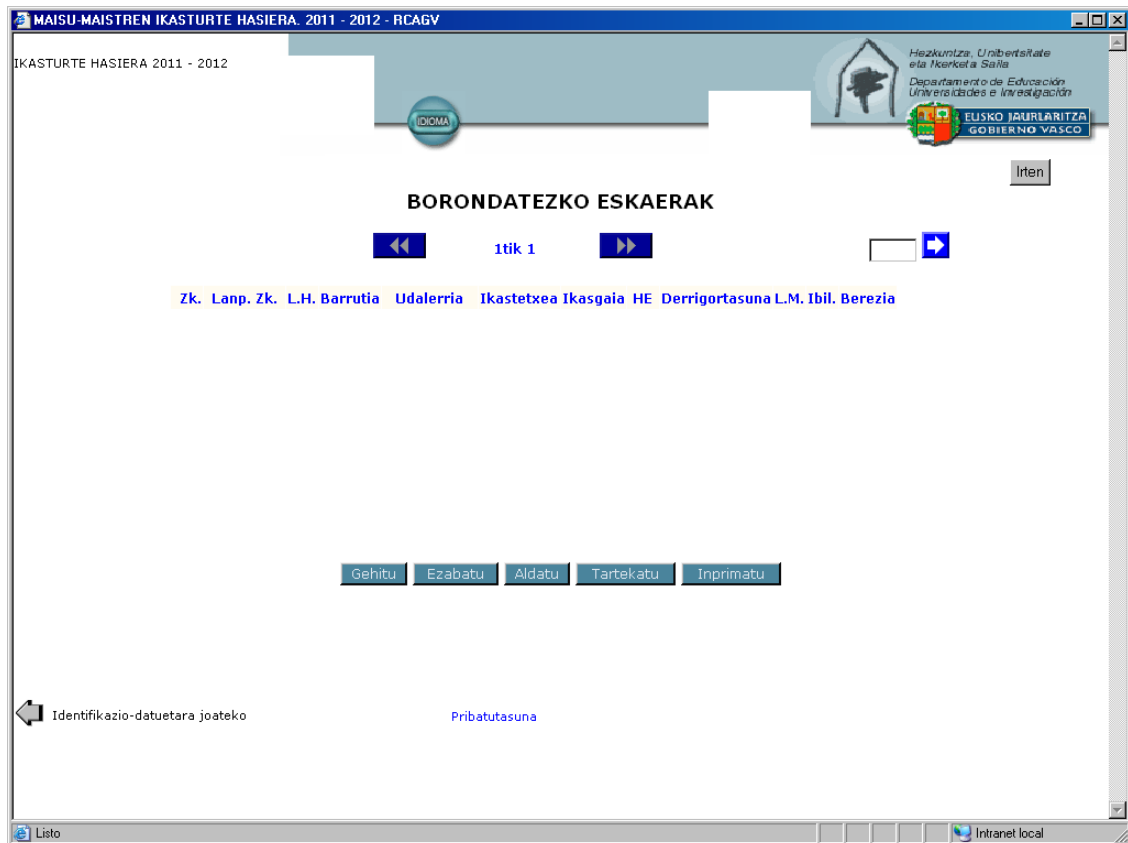 MAISU-MAISTREN IKASTURTE HASIERA. 2011 - 2012 - RCAGV
IKASTURTE HASIERA 2011 - 2012
Hezkuntza, Unibertsitate
eta Ikerketa Saila
Departamento de Educación
Universidades e Investigación
IDIOMA
EUSKO JAURLARITZA
GOBIERNO VASCO
Irten
BORONDATEZKO ESKAERAK
1tik 1
Zk. Lanp. Zk. L.H. Barrutia Udalerria Ikastetxea Ikasgaia HE Derrigortasuna L.M. Ibil. Berezia
Gehitu Ezabatu Aldatu Tartekatu Inprimatu
Identifikazio-datuetara joateko Pribatutasuna
Listo Intranet local